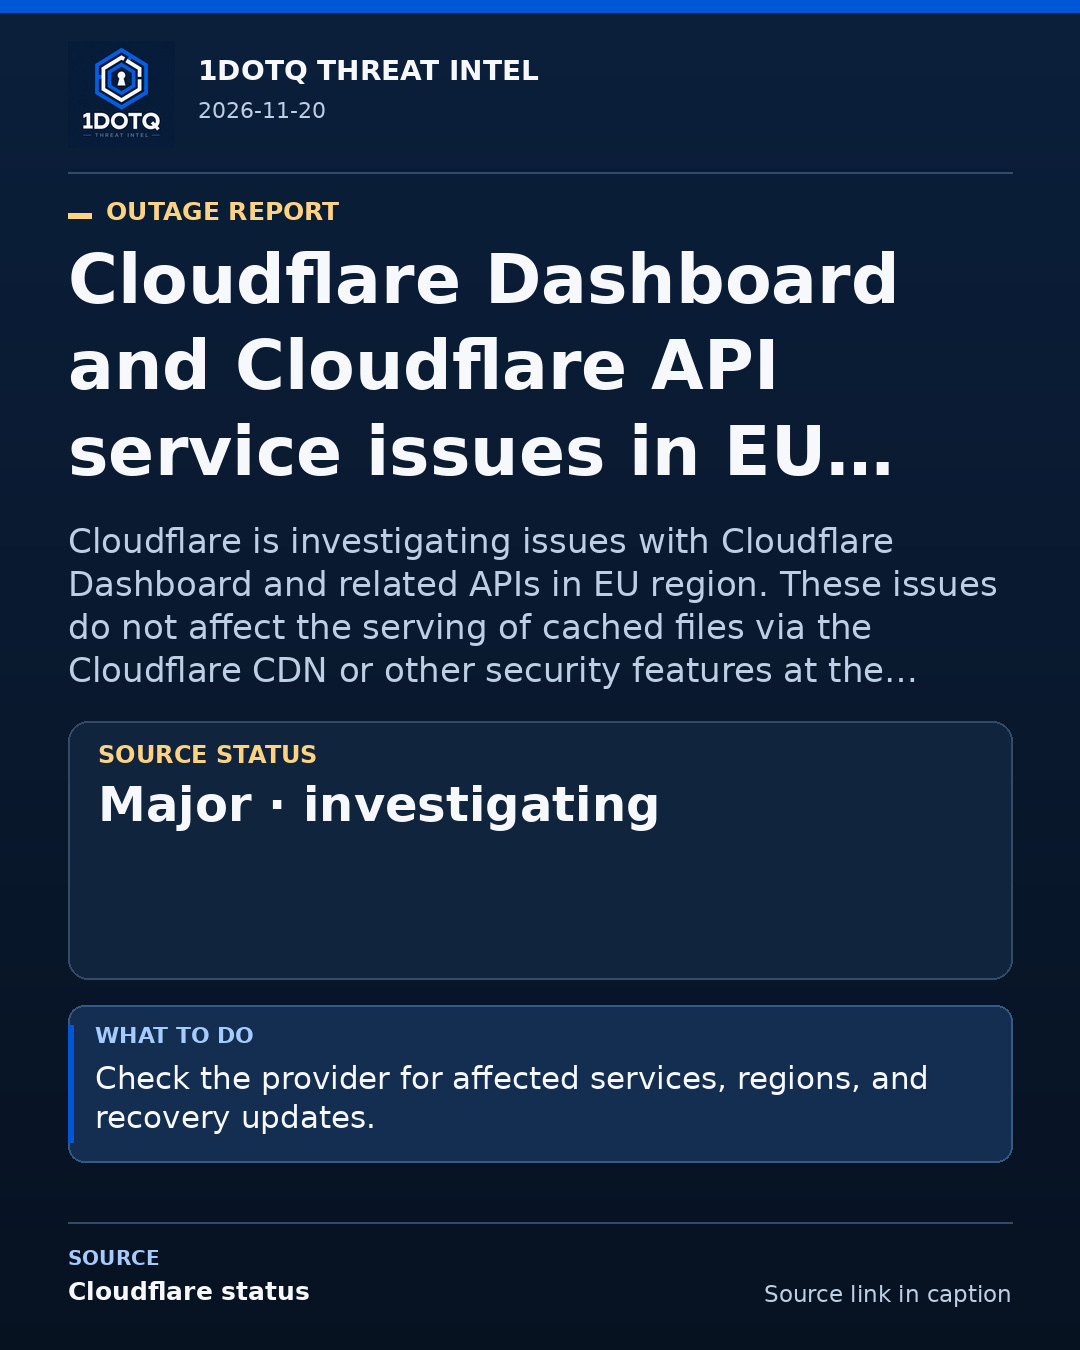 1DOTQ
THREAT INTEL
1DOTQ THREAT INTEL
2026-11-20
OUTAGE REPORT
Cloudflare Dashboard
and Cloudflare API
service issues in EU…
Cloudflare is investigating issues with Cloudflare
Dashboard and related APIs in EU region. These issues
do not affect the serving of cached files via the
Cloudflare CDN or other security features at the…
SOURCE STATUS
Major · investigating
WHAT TO DO
Check the provider for affected services, regions, and
recovery updates.
SOURCE
Cloudflare status
Source link in caption